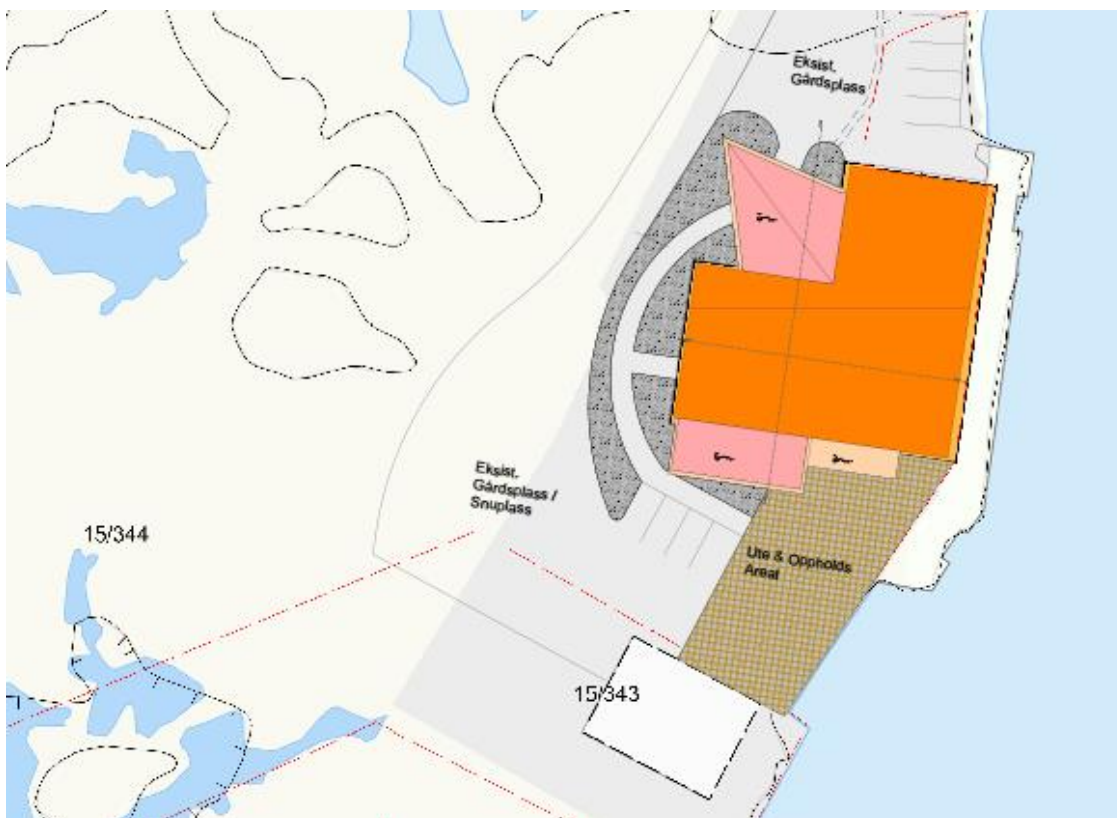 Eksist.
Gårdsplass
Eksist.
Gårdsplass /
Snuplass
15/344
Ute & Oppholds
Areal
15/343